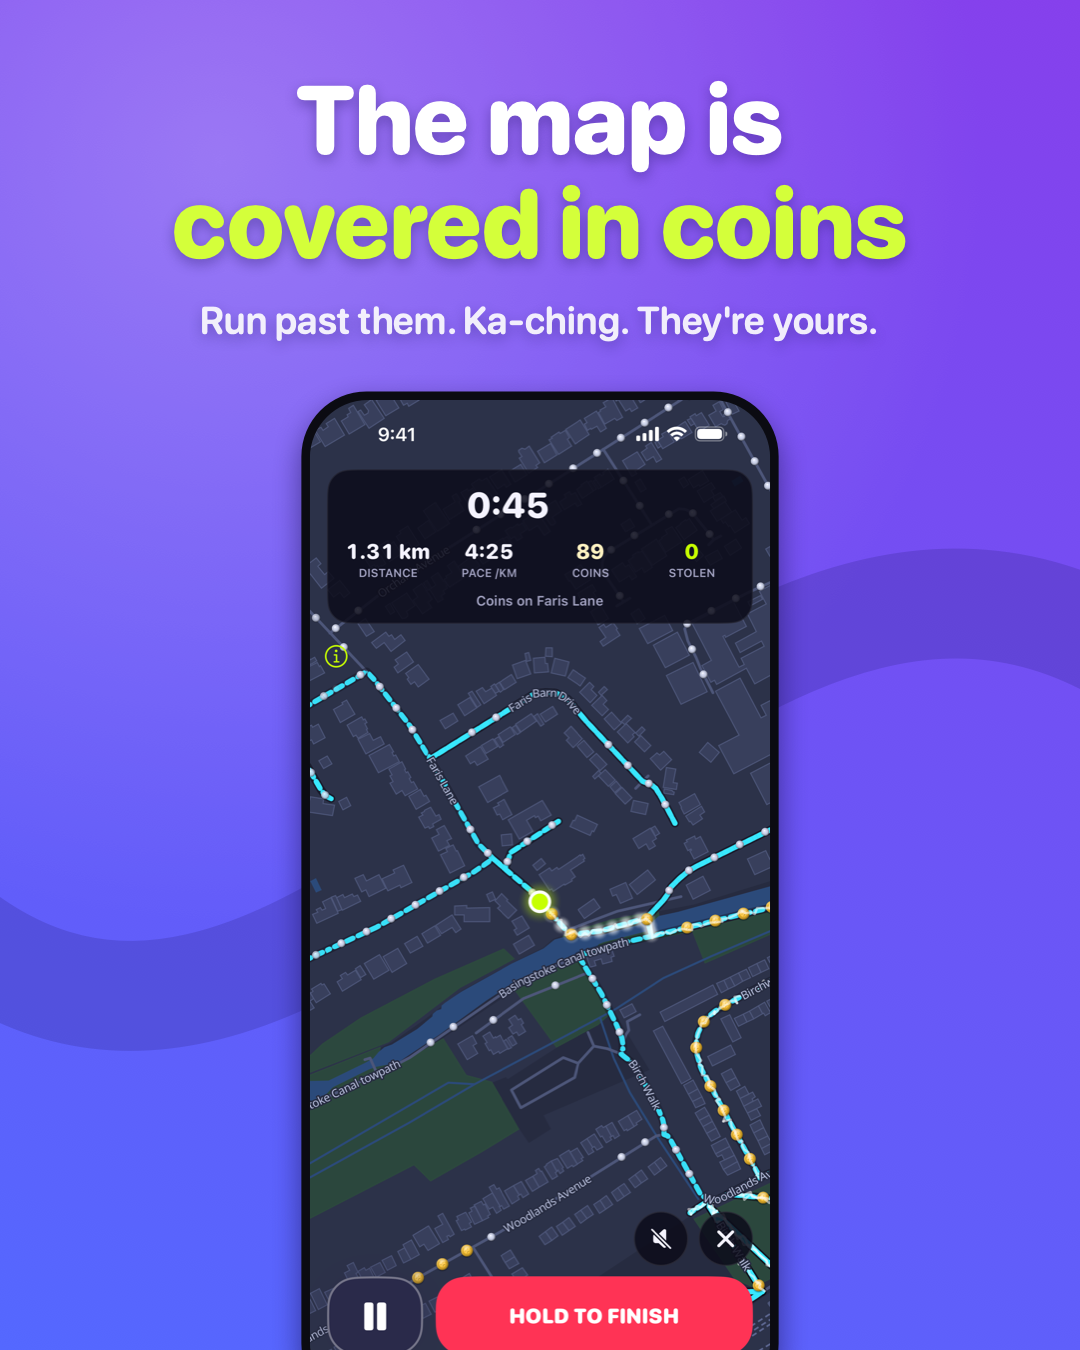 The map is
covered in coins
Run past them. Ka-ching. They're yours.
9:41
0:45
1.31 km 4:25 89 0
DISTANCE PACE /KM COINS STOLEN
Coins on Faris Lane
Faris Barn Drive
Faris Lane
Basingstoke Canal towpath
Birchw
toke Canal towpath
Birch Walk
Woodlands Av
Woodlands Avenue
HOLD TO FINISH